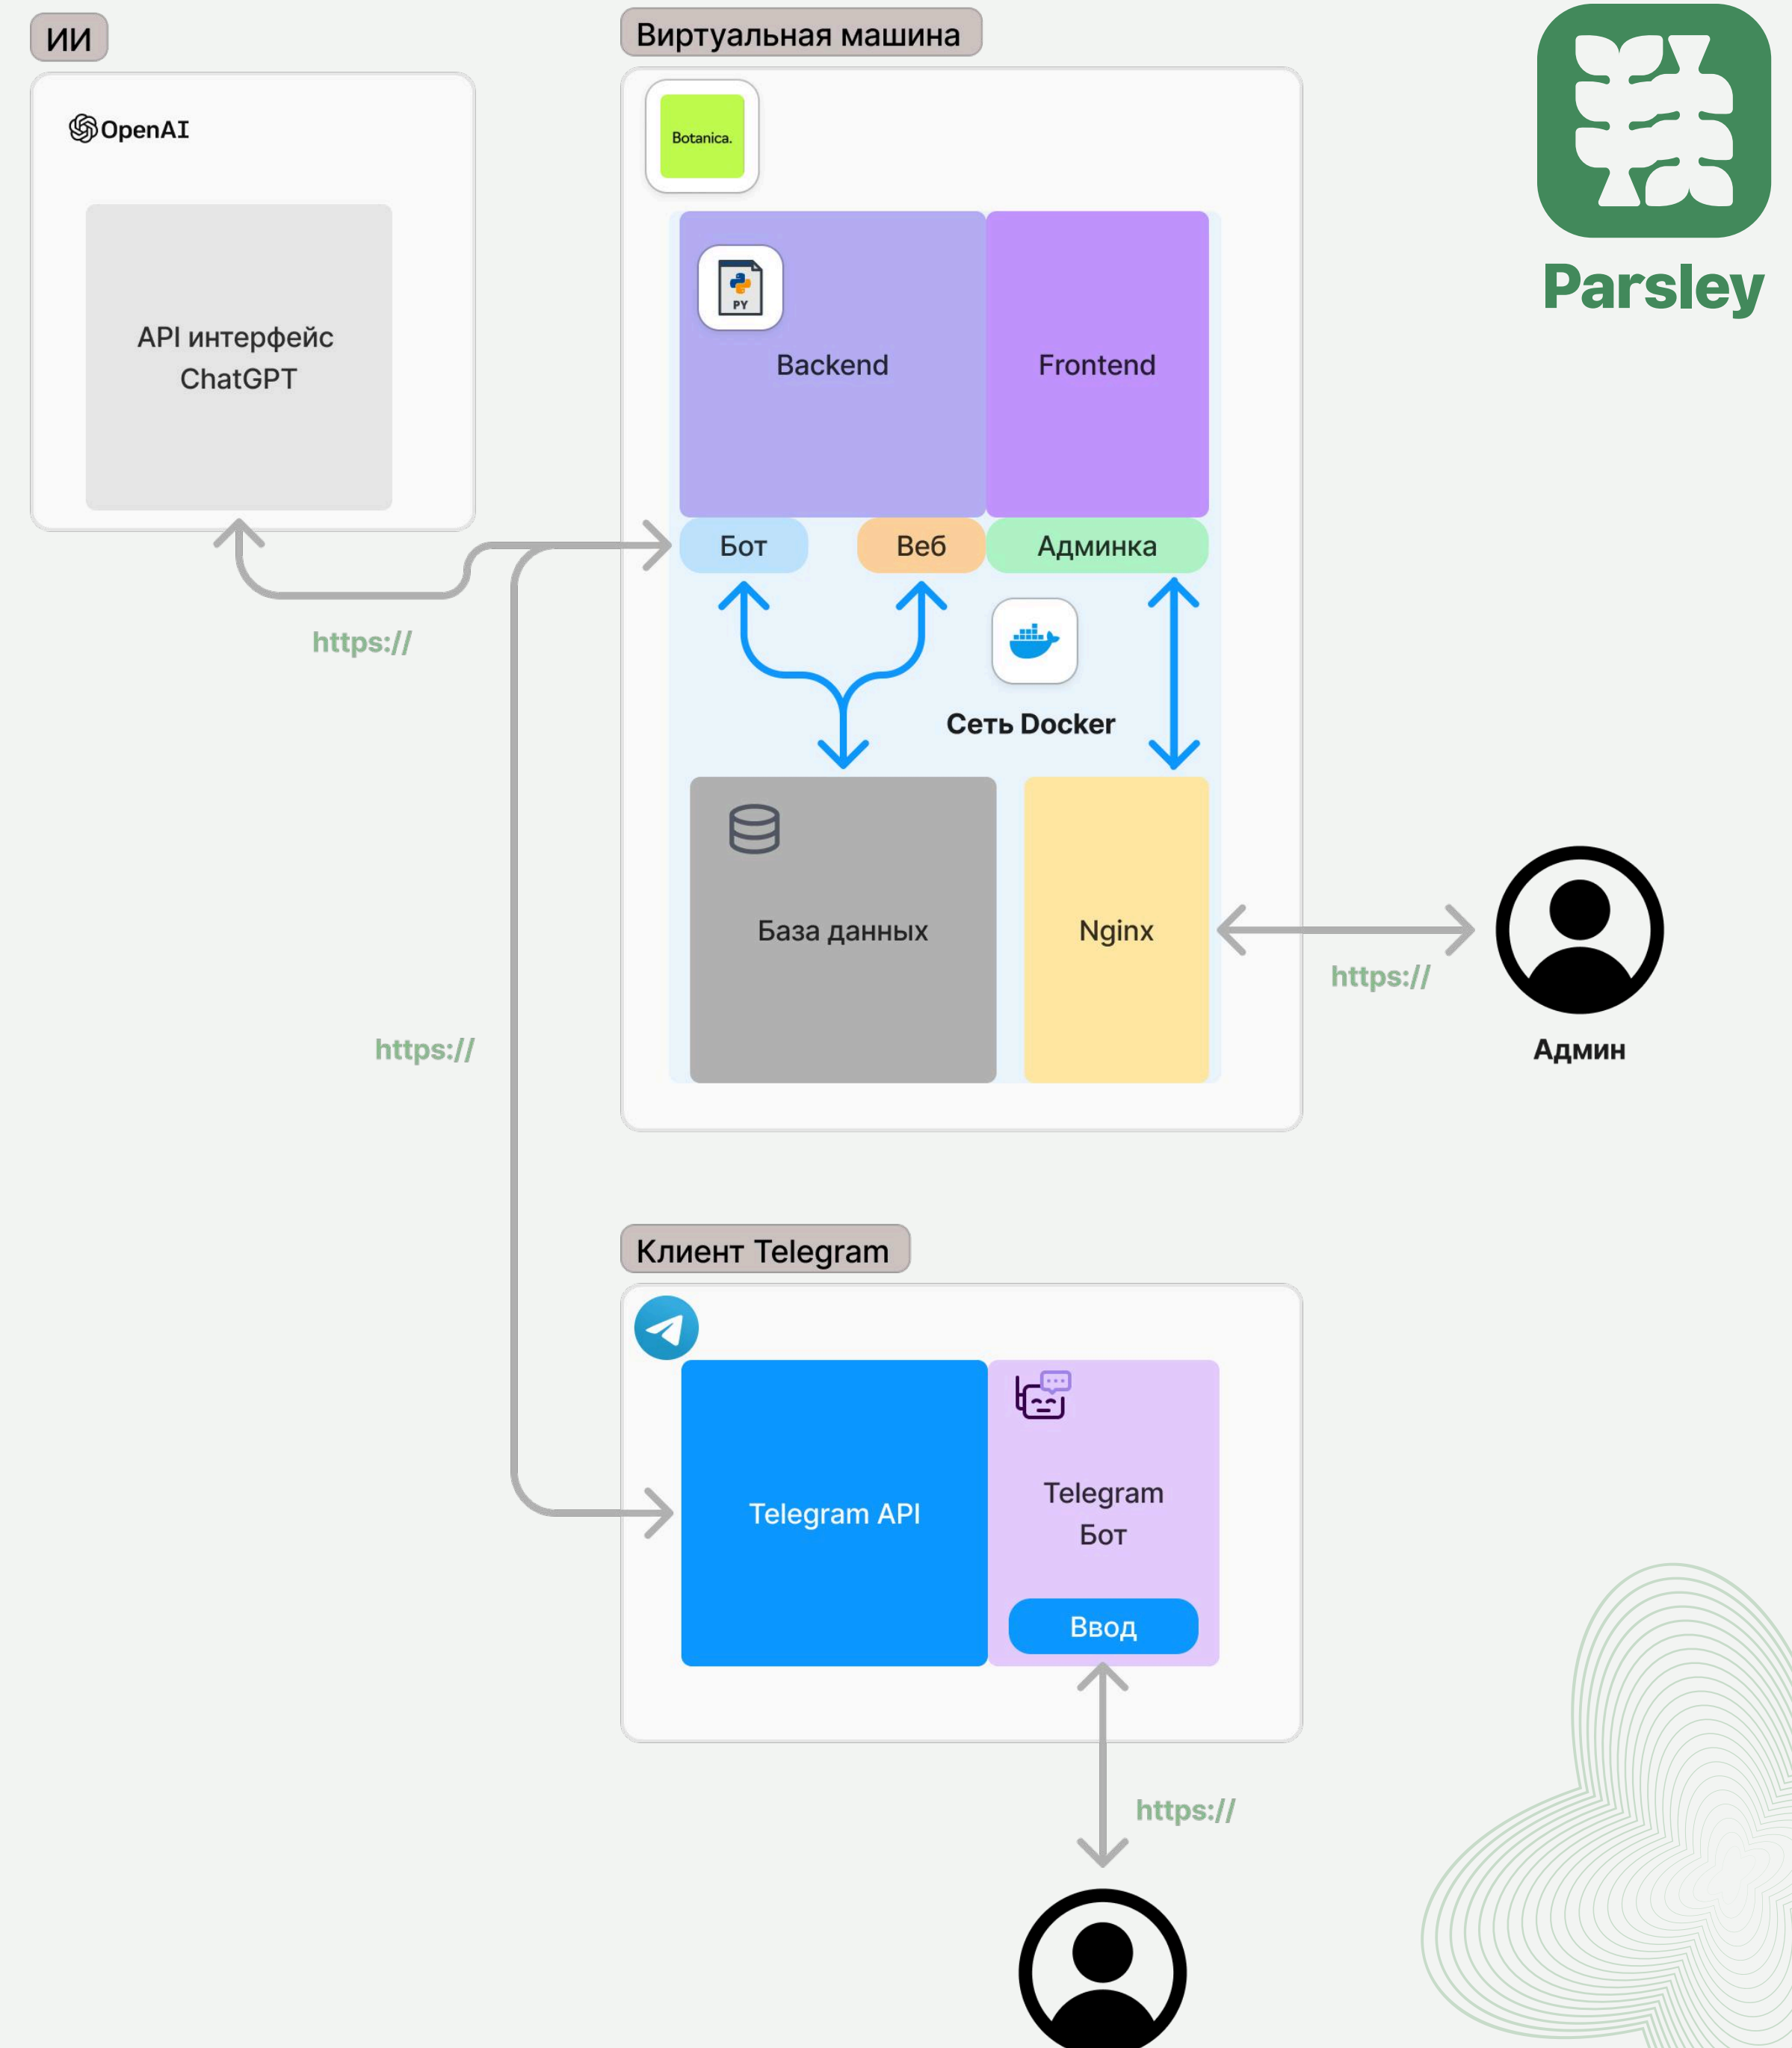 ИИ
OpenAI
API интерфейс
ChatGPT
https://
Виртуальная машина
Botanica.
PY
Backend
Frontend
Бот
Веб
Админка
Сеть Docker
База данных
Nginx
Parsley
https://
Админ
https://
Клиент Telegram
Telegram API
Telegram
Бот
Ввод
https://